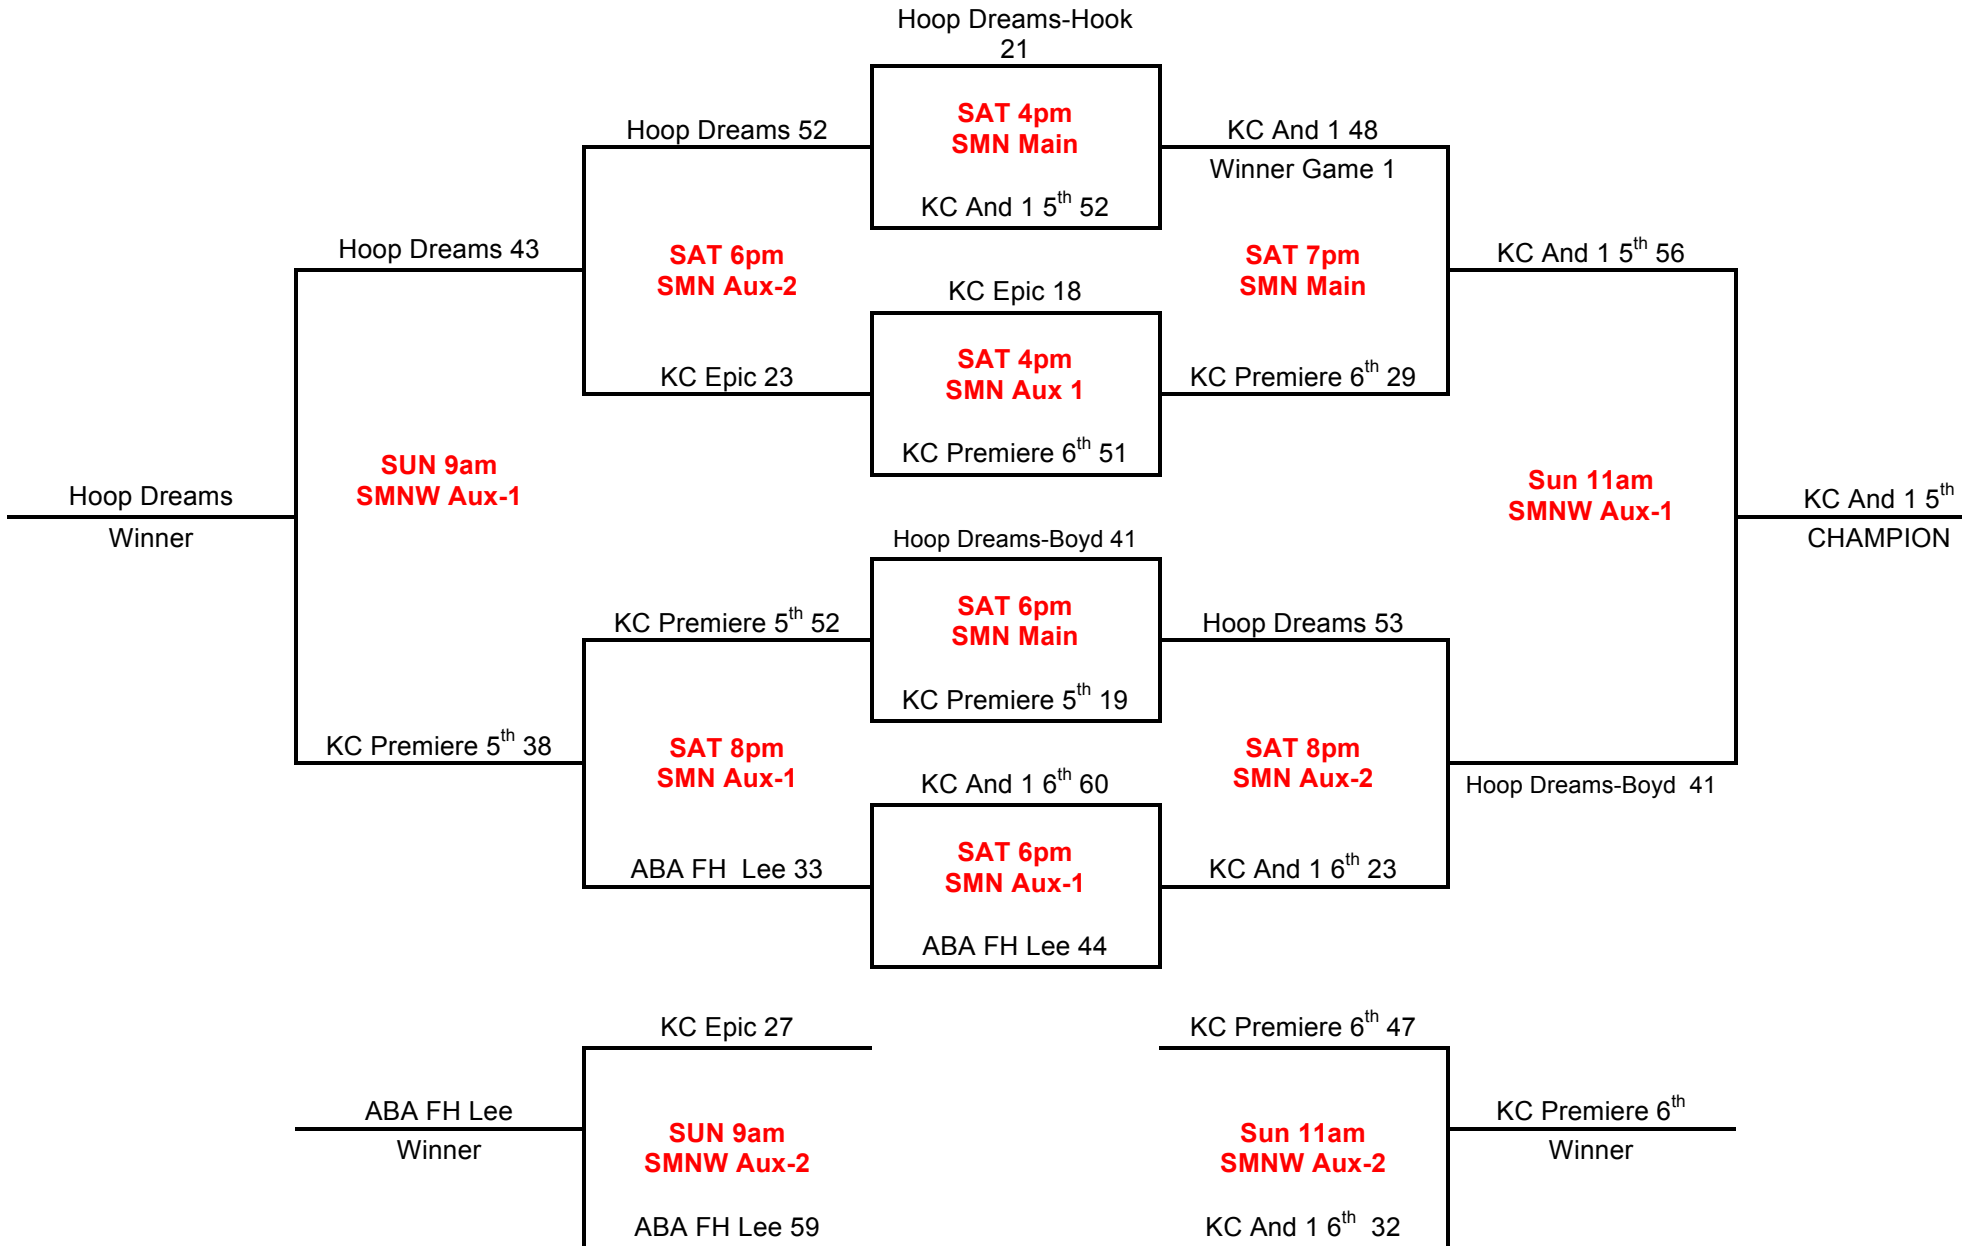 Hoop Dreams-Hook
21
SAT 4pm
SMN Main
Hoop Dreams 52
KC And 1 48
Winner Game 1
KC And 1 5th 52
Hoop Dreams 43
SAT 6pm
SMN Aux-2
SAT 7pm
SMN Main
KC And 1 5th 56
KC Epic 18
SAT 4pm
SMN Aux 1
KC Epic 23
KC Premiere 6th 29
KC Premiere 6th 51
SUN 9am
SMNW Aux-1
Sun 11am
SMNW Aux-1
Hoop Dreams
Winner
KC And 1 5th
CHAMPION
Hoop Dreams-Boyd 41
SAT 6pm
SMN Main
KC Premiere 5th 52
Hoop Dreams 53
KC Premiere 5th 19
KC Premiere 5th 38
SAT 8pm
SMN Aux-1
SAT 8pm
SMN Aux-2
Hoop Dreams-Boyd  41
KC And 1 6th 60
SAT 6pm
SMN Aux-1
ABA FH  Lee 33
KC And 1 6th 23
ABA FH Lee 44
KC Epic 27
KC Premiere 6th 47
ABA FH Lee
Winner
SUN 9am
SMNW Aux-2
Sun 11am
SMNW Aux-2
KC Premiere 6th
Winner
ABA FH Lee 59
KC And 1 6th  32